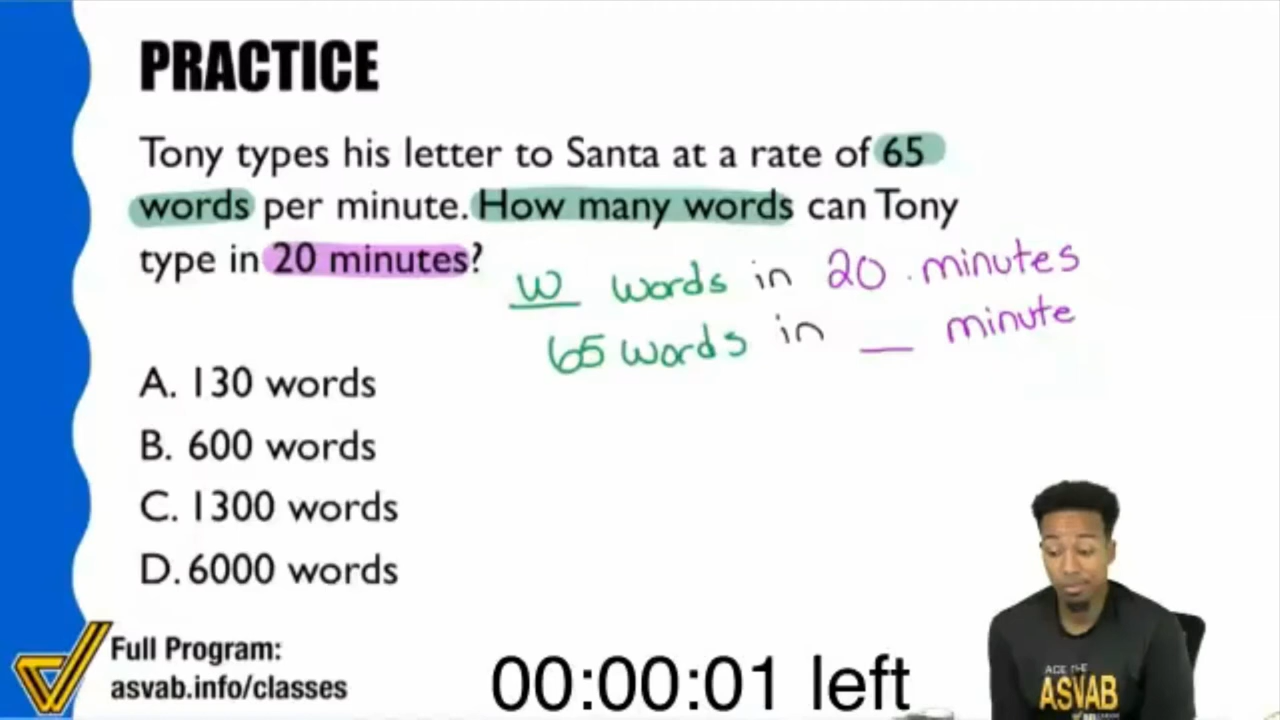 PRACTICE
Tony types his letter to Santa at a rate of 65
words per minute. How many words can Tony
type in 20 minutes?
w words in 20 minutes
65 words in __ minute
A. 130 words
B. 600 words
C. 1300 words
D. 6000 words
Full Program:
asvab.info/classes
00:00:01 left
ACE THE
ASVAB